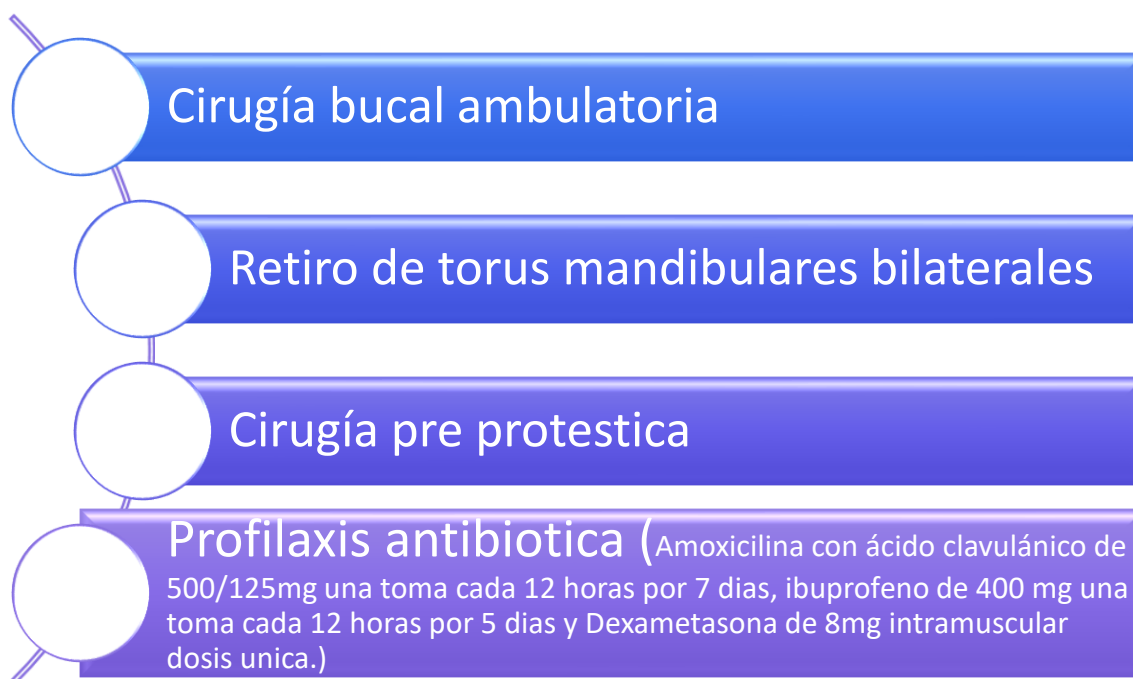 Cirugía bucal ambulatoria
Retiro de torus mandibulares bilaterales
Cirugía pre protestica
Profilaxis antibiotica (Amoxicilina con ácido clavulánico de
500/125mg una toma cada 12 horas por 7 dias, ibuprofeno de 400 mg una
toma cada 12 horas por 5 dias y Dexametasona de 8mg intramuscular
dosis unica.)